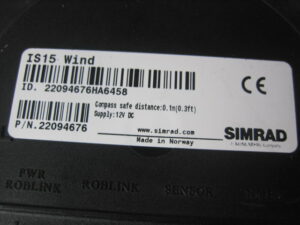 IS15 Wind
ID. 22094676HA6458
Compass safe distance:0.1m(0.3ft)
Supply:12V DC
P/N.22094676
www.simrad.com
Made in Norway
CE
SIMRAD
PWR
ROBLINK
ROBLINK
SENSOR